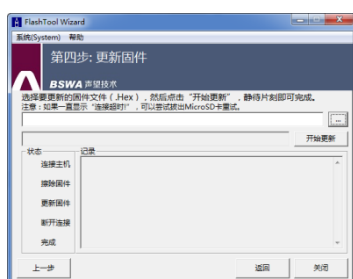 FlashTool Wizard
系统(System) 帮助
第四步: 更新固件
BSWA 声望技术
选择要更新的固件文件（.Hex），然后点击“开始更新”，静待片刻即可完成。
注意：如果一直显示“连接超时!”，可以尝试拔出MicroSD卡重试。
...
开始更新
状态 记录
连接主机
擦除固件
更新固件
断开连接
完成
上一步 返回 关闭